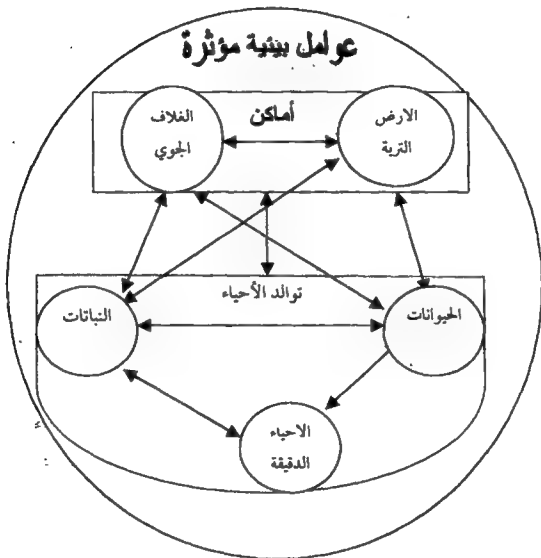 عوامل بيئية مؤثرة
أماكن
الارض
التربة
الغلاف
الجوي
توالد الأحياء
الحيوانات
النباتات
الاحياء
الدقيقة